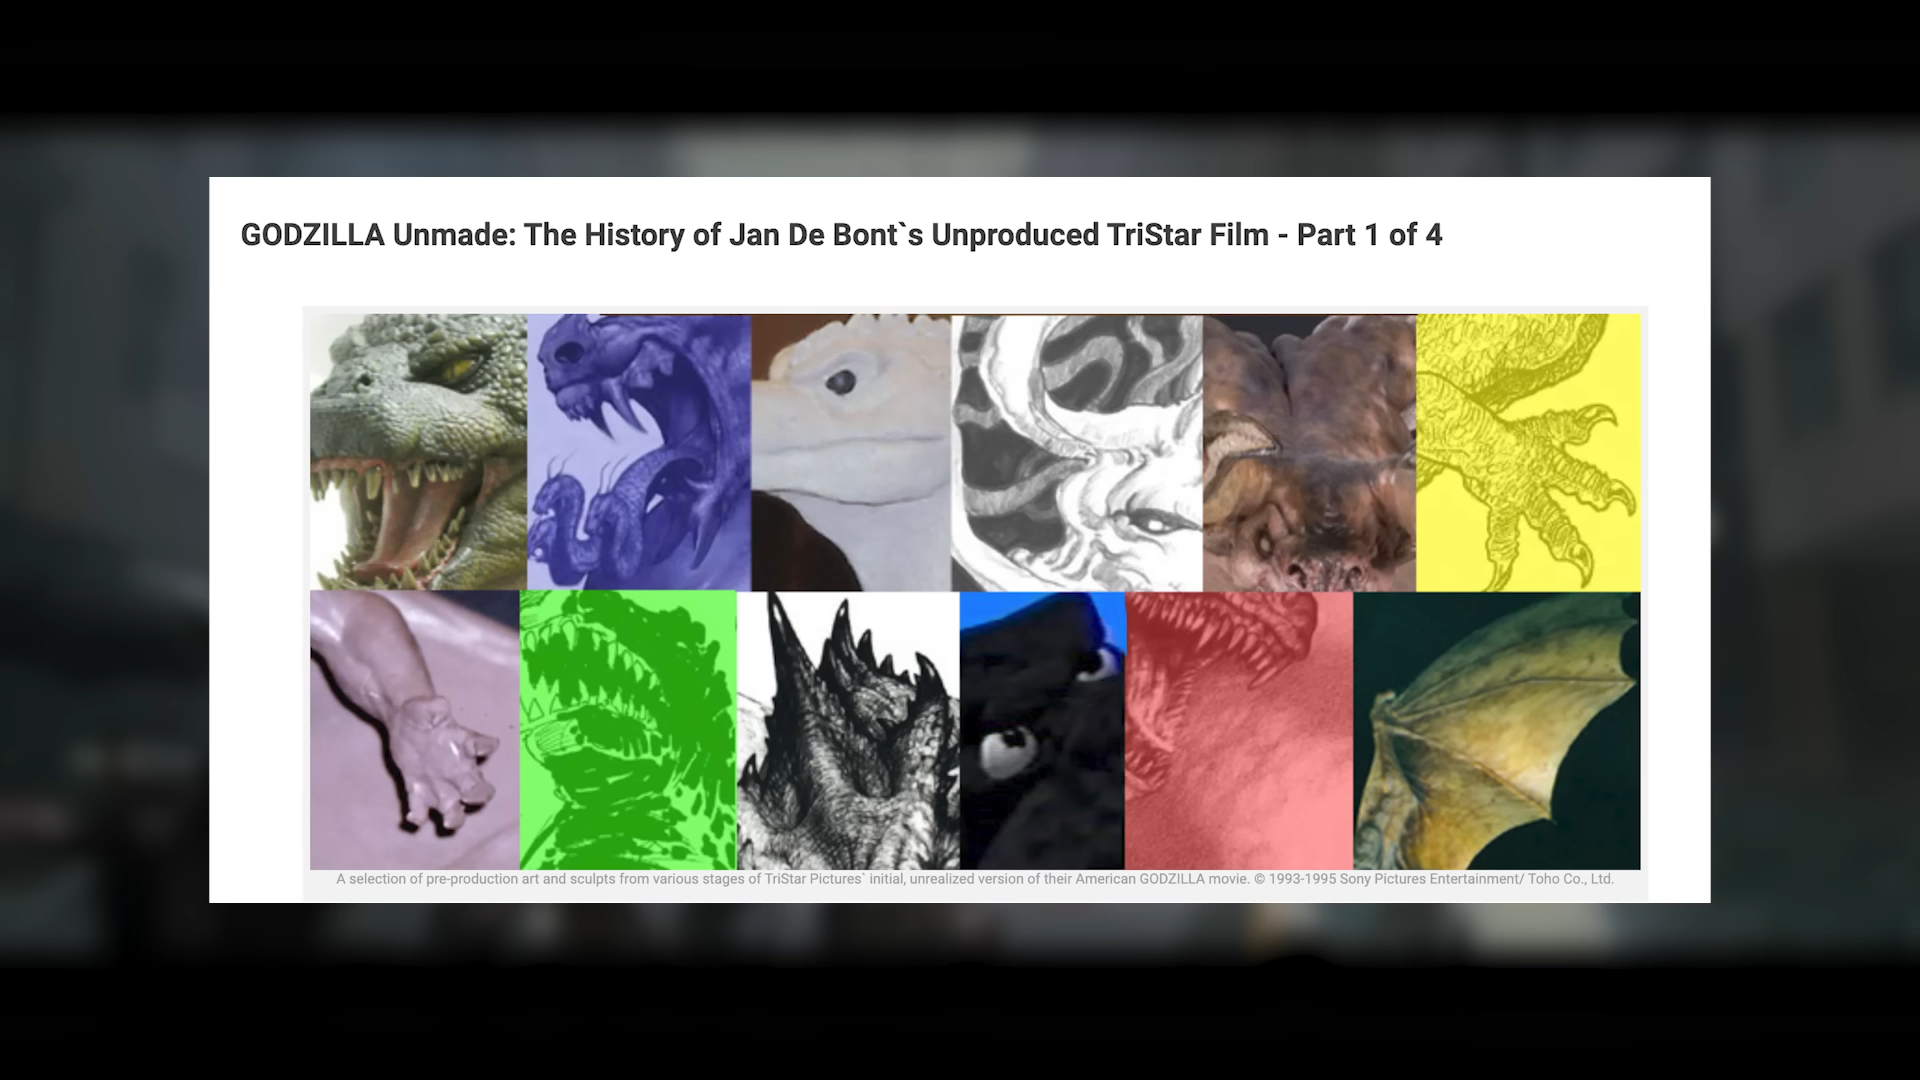 GODZILLA Unmade: The History of Jan De Bont`s Unproduced TriStar Film - Part 1 of 4
A selection of pre-production art and sculpts from various stages of TriStar Pictures` initial, unrealized version of their American GODZILLA movie. © 1993-1995 Sony Pictures Entertainment/ Toho Co., Ltd.